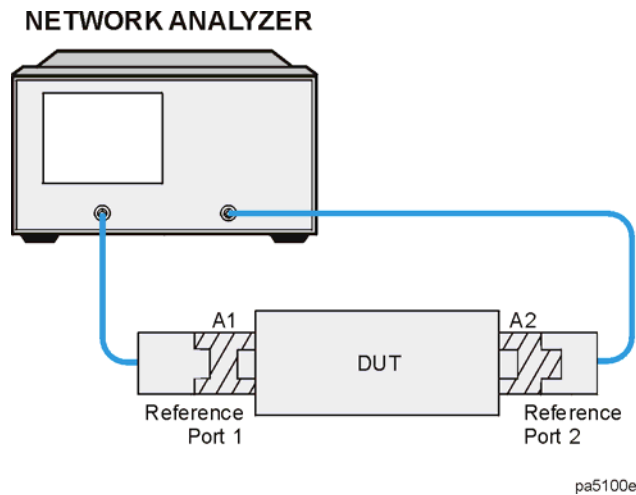 NETWORK ANALYZER
A1
A2
DUT
Reference
Port 1
Reference
Port 2
pa5100e